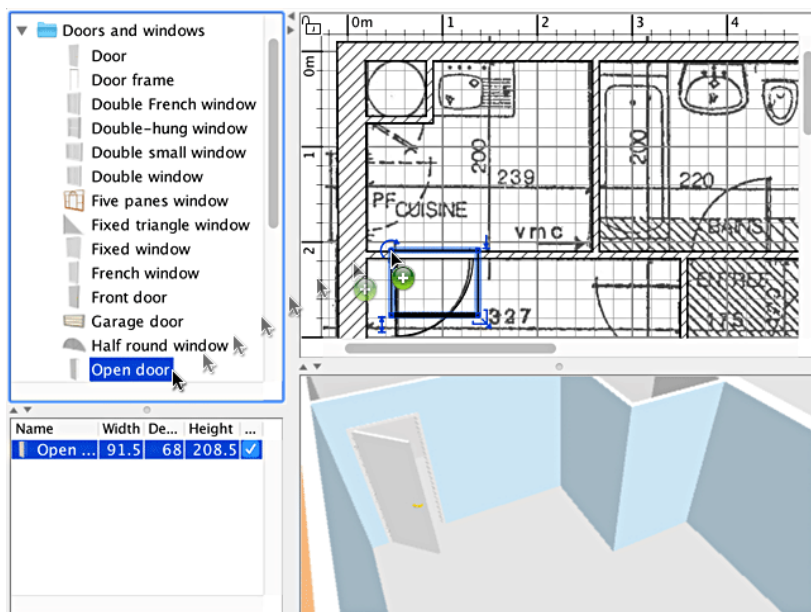 Doors and windows
Door
Door frame
Double French window
Double-hung window
Double small window
Double window
Five panes window
Fixed triangle window
Fixed window
French window
Front door
Garage door
Half round window
Open door
Name Width De... Height ...
Open ... 91.5 68 208.5
0m 1 2 3 4
0m
1
2
200
239
PF
CUISINE
vmc
327
200
220
BAINS
ENTREE
175